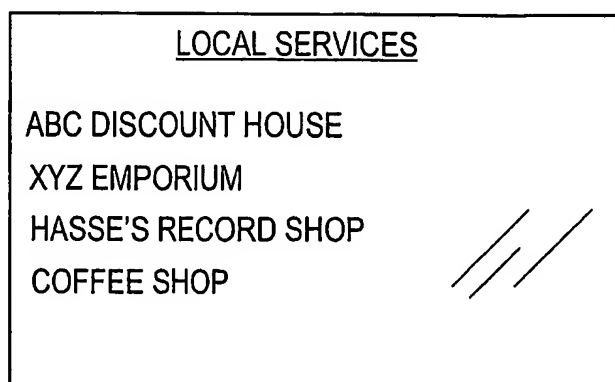 LOCAL SERVICES
ABC DISCOUNT HOUSE
XYZ EMPORIUM
HASSE'S RECORD SHOP
COFFEE SHOP